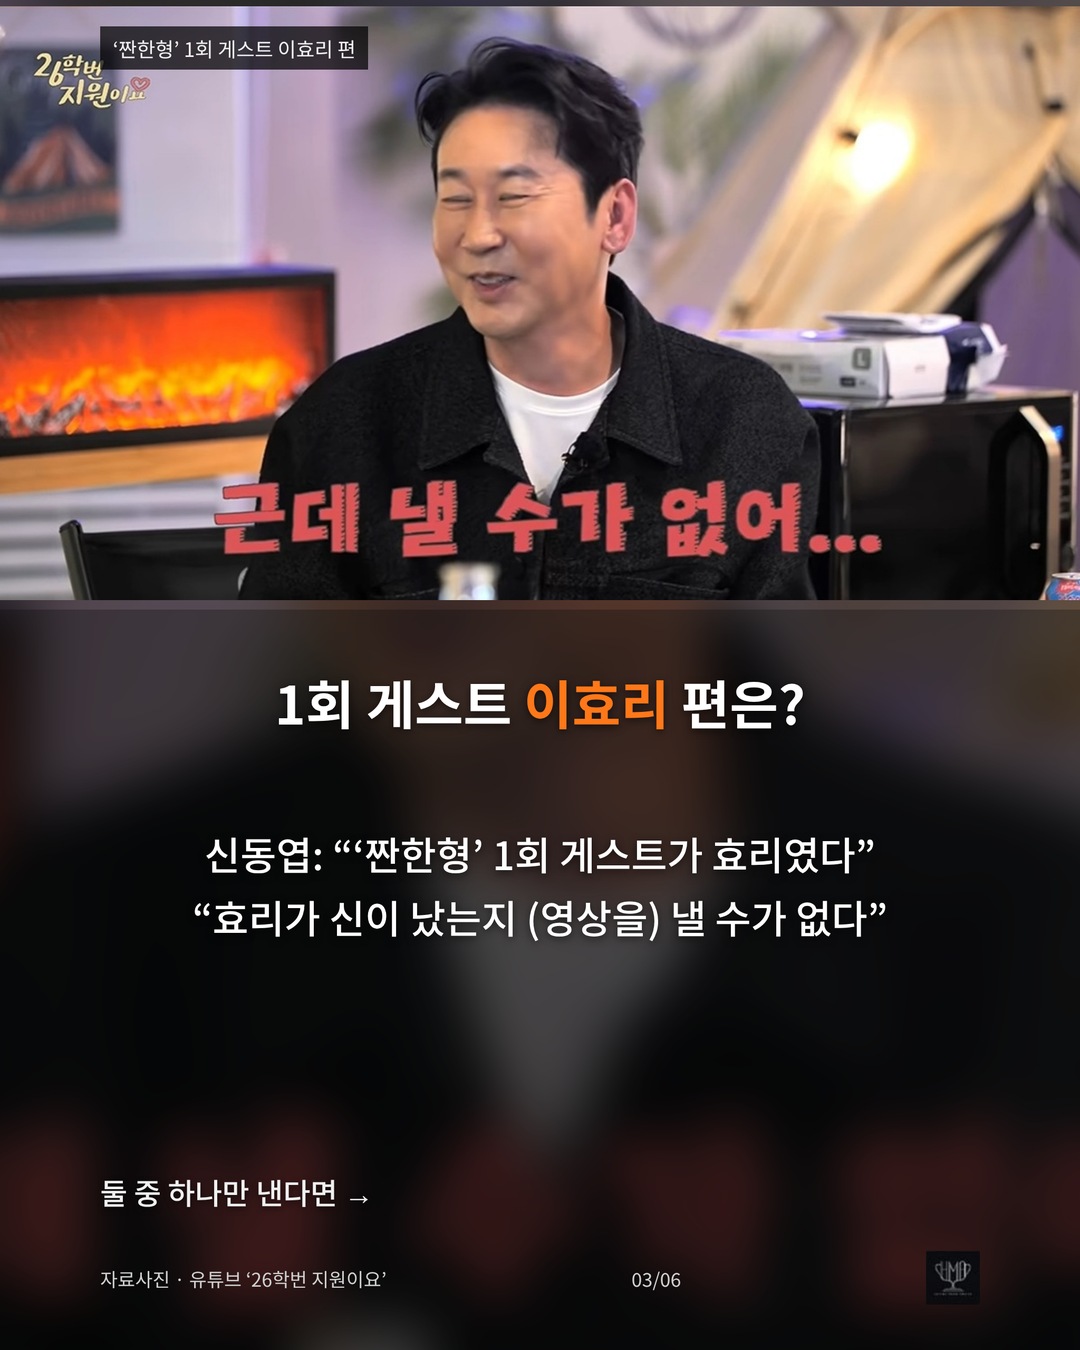 ‘짠한형’ 1회 게스트 이효리 편
26학번
지원이요
L
근데 낼 수가 없어...
1회 게스트 이효리 편은?
신동엽: “‘짠한형’ 1회 게스트가 효리였다”
“효리가 신이 났는지 (영상을) 낼 수가 없다”
둘 중 하나만 낸다면 →
자료사진 · 유튜브 ‘26학번 지원이요’
03/06